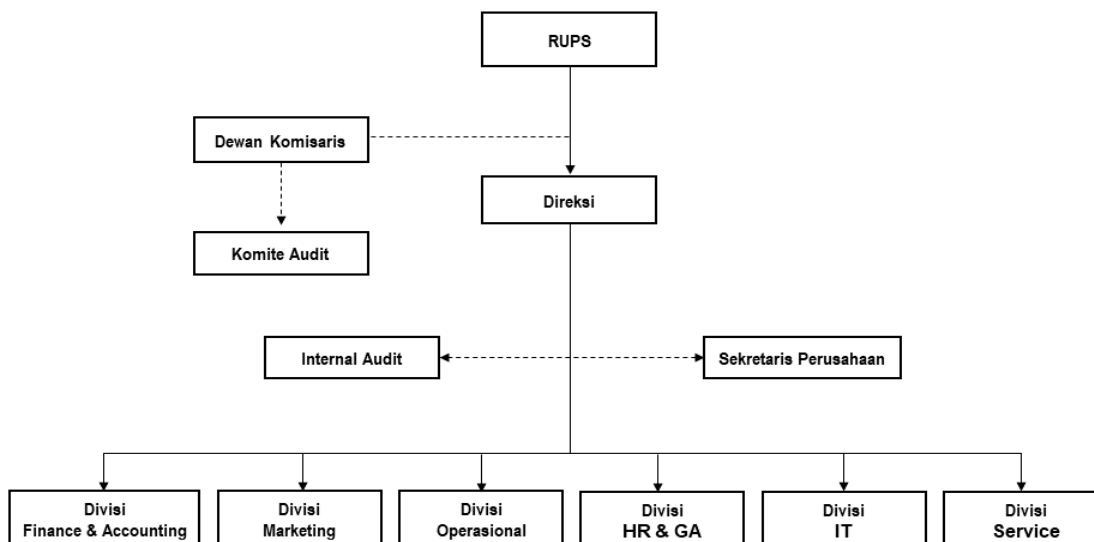 RUPS
Dewan Komisaris
Direksi
Komite Audit
Internal Audit
Sekretaris Perusahaan
Divisi
Finance & Accounting
Divisi
Marketing
Divisi
Operasional
Divisi
HR & GA
Divisi
IT
Divisi
Service